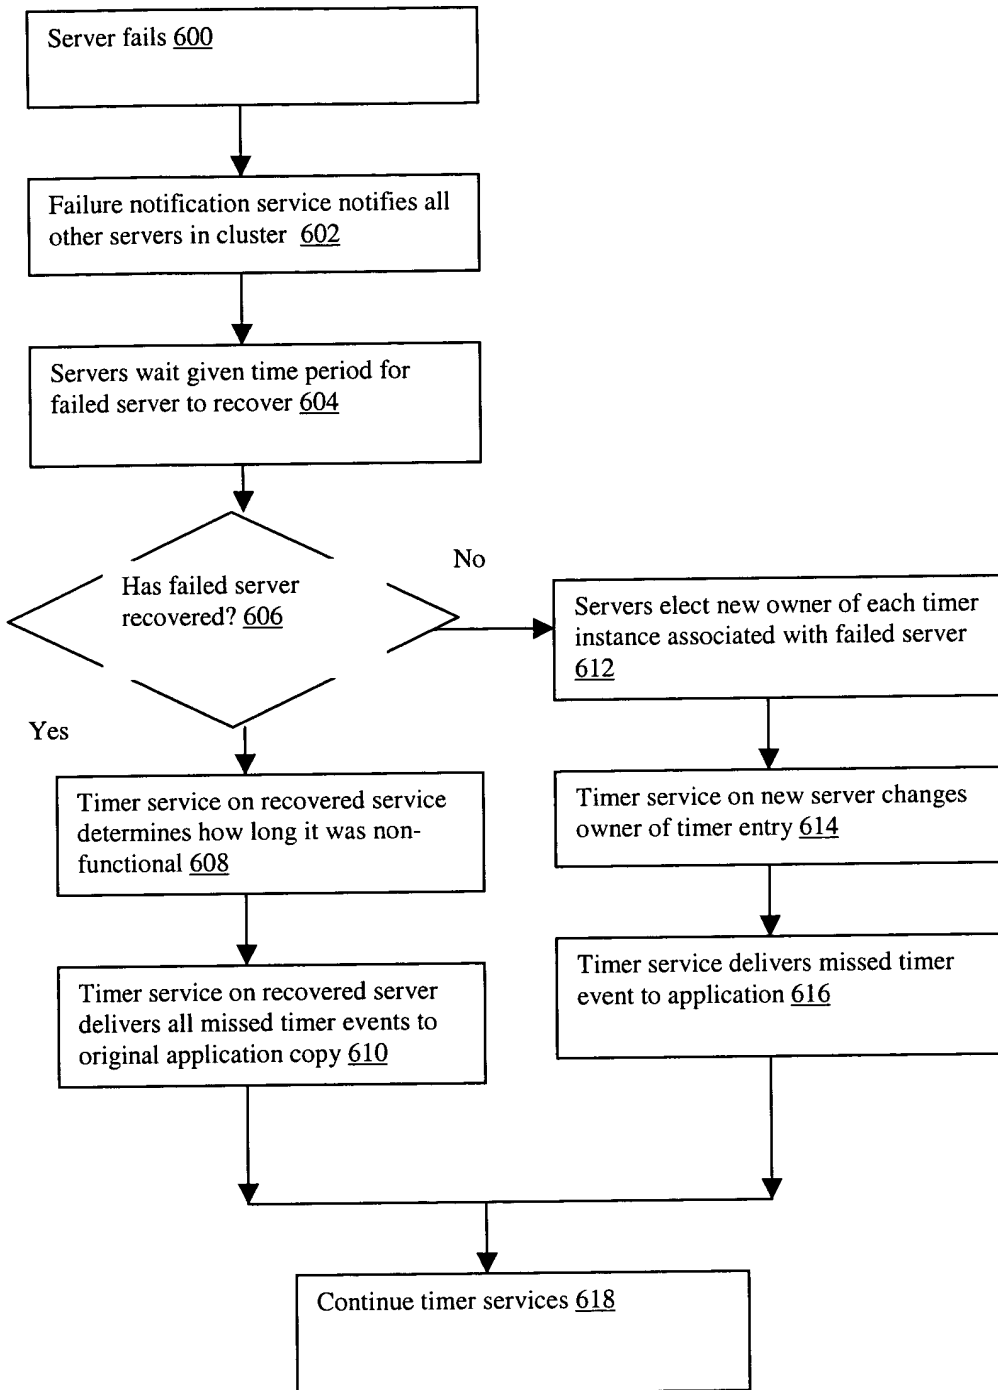 Server fails 600
Failure notification service notifies all
other servers in cluster 602
Servers wait given time period for
failed server to recover 604
Has failed server
recovered? 606
No
Yes
Servers elect new owner of each timer
instance associated with failed server
612
Timer service on recovered service
determines how long it was non-
functional 608
Timer service on new server changes
owner of timer entry 614
Timer service on recovered server
delivers all missed timer events to
original application copy 610
Timer service delivers missed timer
event to application 616
Continue timer services 618